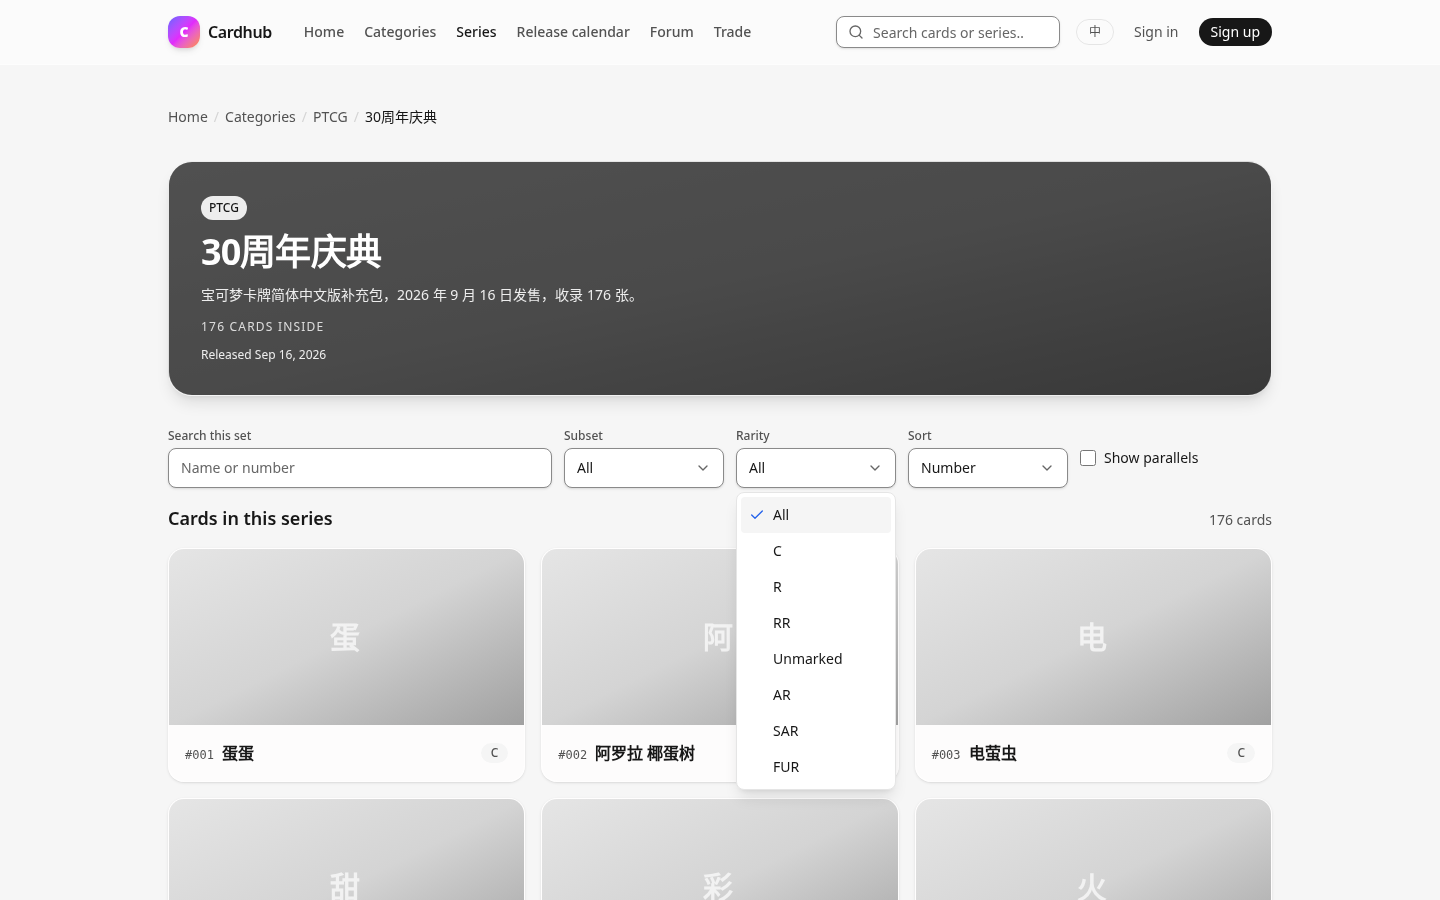 C Cardhub Home Categories Series Release calendar Forum Trade Search cards or series.. 中 Sign in Sign up
Home / Categories / PTCG / 30周年庆典
PTCG
30周年庆典
宝可梦卡牌简体中文版补充包，2026 年 9 月 16 日发售，收录 176 张。
176 CARDS INSIDE
Released Sep 16, 2026
Search this set Subset Rarity Sort
Name or number All All Number Show parallels
All
C
R
RR
Unmarked
AR
SAR
FUR
Cards in this series 176 cards
蛋 阿 电
#001 蛋蛋 C #002 阿罗拉 椰蛋树 #003 电萤虫 C
甜 彩 火